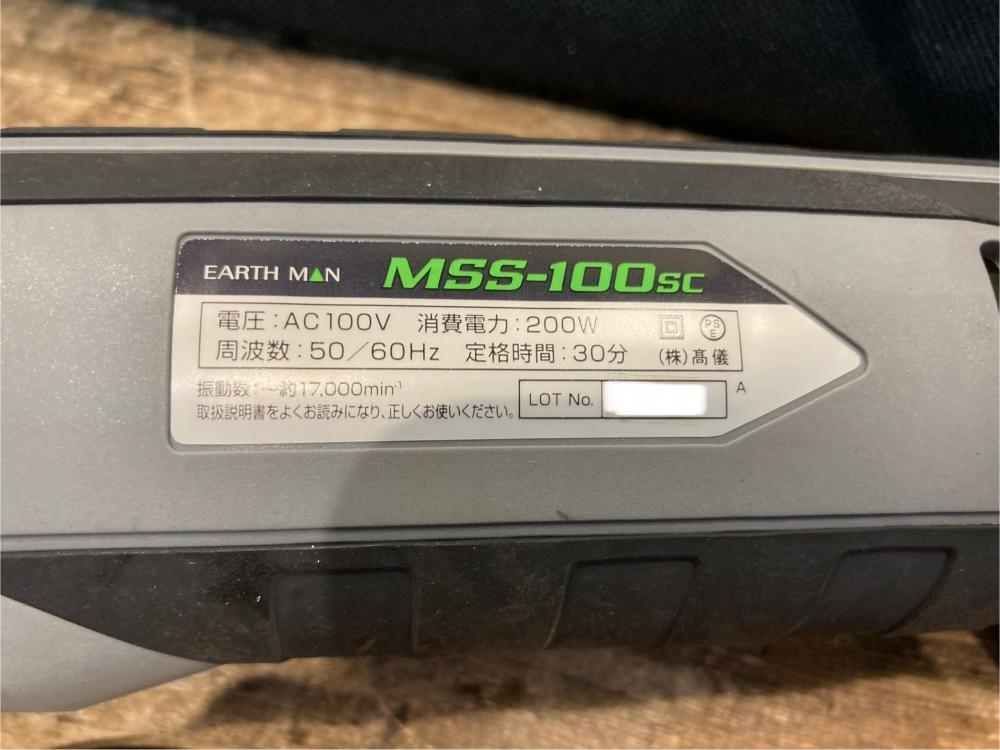 EARTH MAN MSS-100SC
電圧:AC100V 消費電力:200W
PSE
周波数:50/60Hz 定格時間:30分 (株)髙儀
振動数:~約17,000min⁻¹
LOT No. A
取扱説明書をよくお読みになり、正しくお使いください。